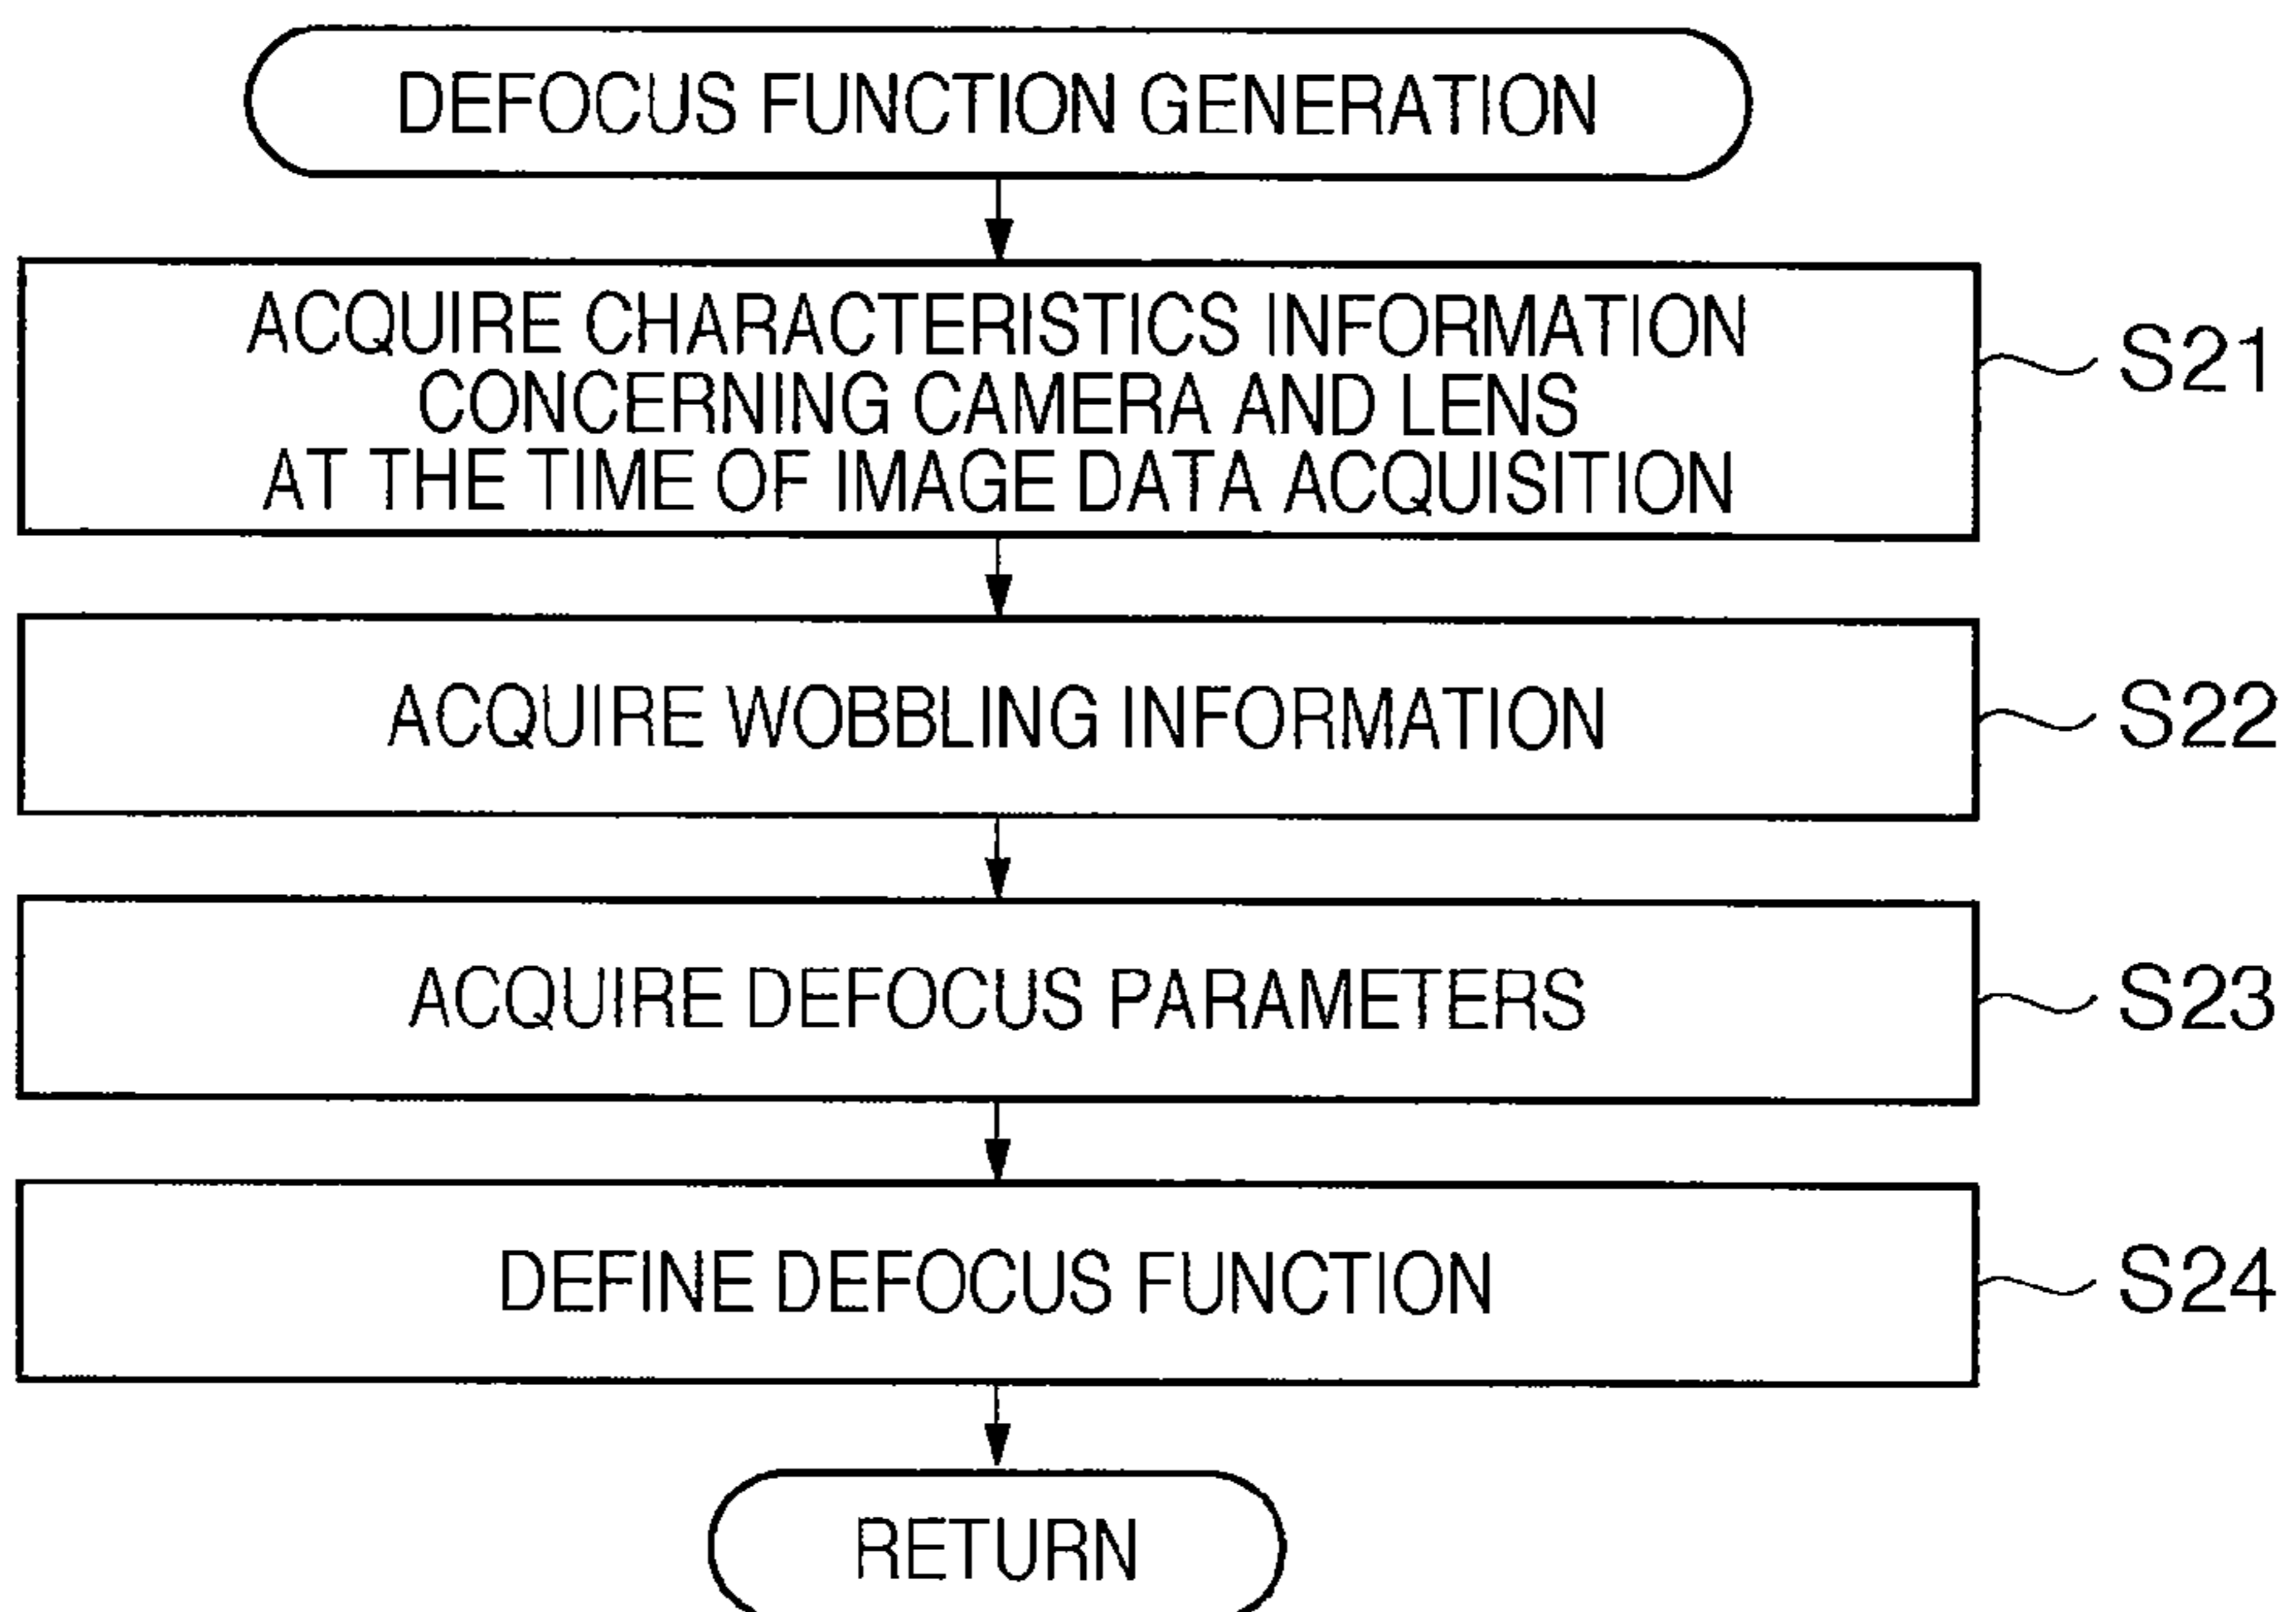 DEFOCUS FUNCTION GENERATION
ACQUIRE CHARACTERISTICS INFORMATION
CONCERNING CAMERA AND LENS
AT THE TIME OF IMAGE DATA ACQUISITION
S21
ACQUIRE WOBBLING INFORMATION
S22
ACQUIRE DEFOCUS PARAMETERS
S23
DEFINE DEFOCUS FUNCTION
S24
RETURN